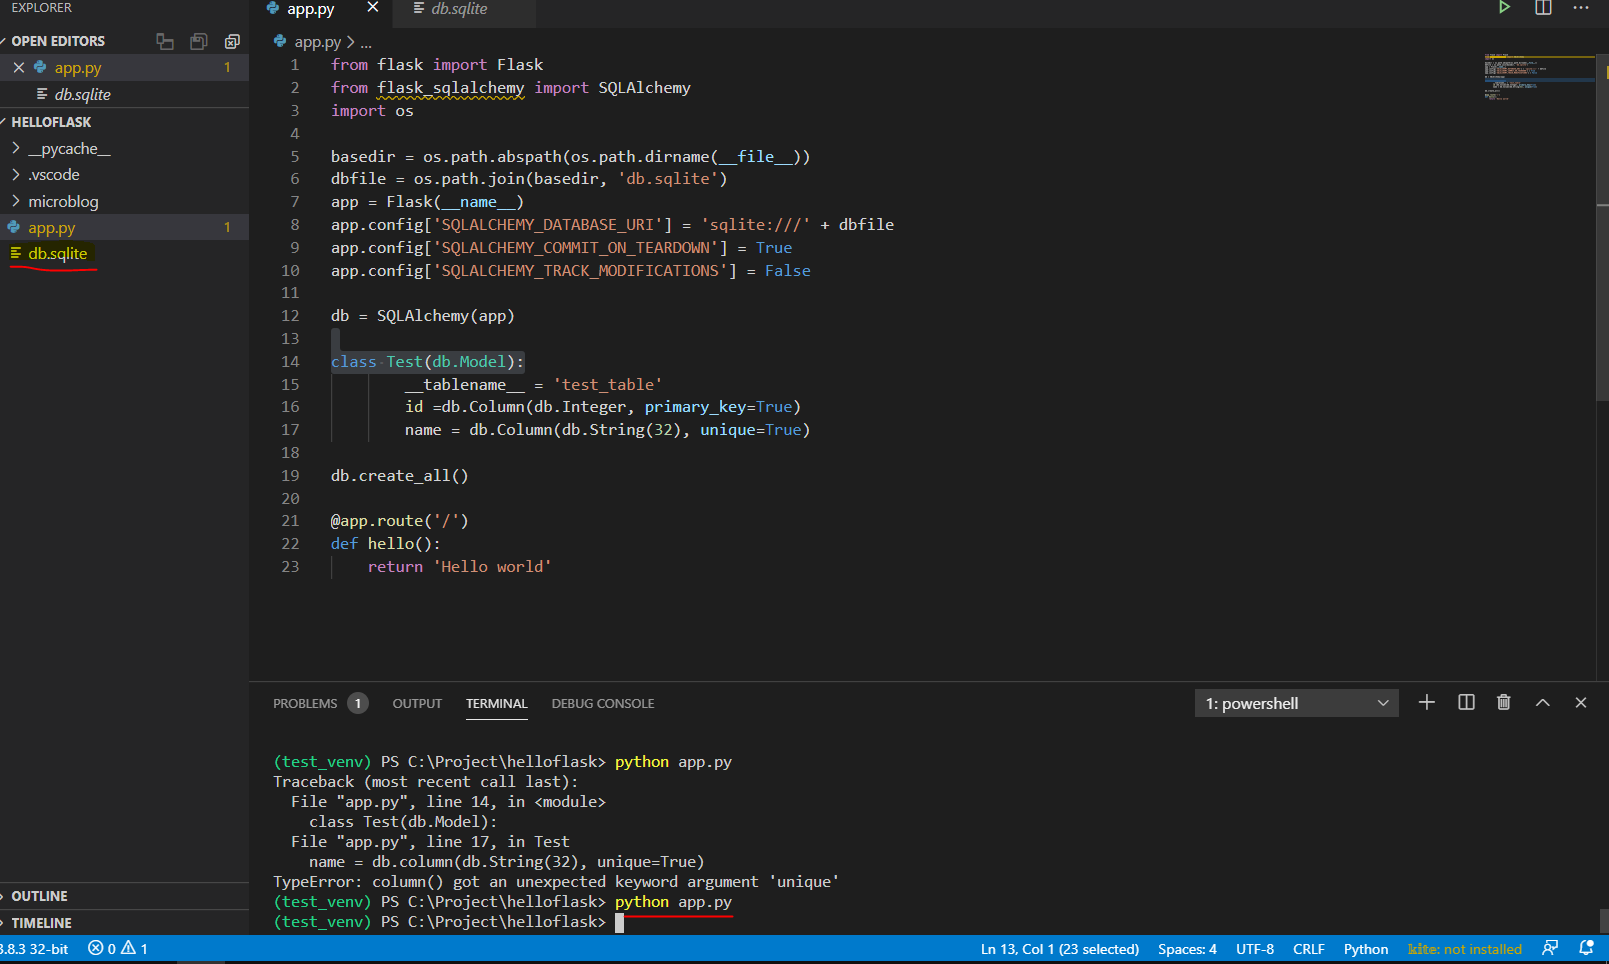 EXPLORER
OPEN EDITORS
app.py 1
db.sqlite
HELLOFLASK
__pycache__
.vscode
microblog
app.py 1
db.sqlite
OUTLINE
TIMELINE
app.py db.sqlite
app.py > ...
1 from flask import Flask
2 from flask_sqlalchemy import SQLAlchemy
3 import os
4
5 basedir = os.path.abspath(os.path.dirname(__file__))
6 dbfile = os.path.join(basedir, 'db.sqlite')
7 app = Flask(__name__)
8 app.config['SQLALCHEMY_DATABASE_URI'] = 'sqlite:///' + dbfile
9 app.config['SQLALCHEMY_COMMIT_ON_TEARDOWN'] = True
10 app.config['SQLALCHEMY_TRACK_MODIFICATIONS'] = False
11
12 db = SQLAlchemy(app)
13
14 class Test(db.Model):
15 __tablename__ = 'test_table'
16 id =db.Column(db.Integer, primary_key=True)
17 name = db.Column(db.String(32), unique=True)
18
19 db.create_all()
20
21 @app.route('/')
22 def hello():
23 return 'Hello world'
PROBLEMS 1 OUTPUT TERMINAL DEBUG CONSOLE 1: powershell
(test_venv) PS C:\Project\helloflask> python app.py
Traceback (most recent call last):
File "app.py", line 14, in <module>
class Test(db.Model):
File "app.py", line 17, in Test
name = db.column(db.String(32), unique=True)
TypeError: column() got an unexpected keyword argument 'unique'
(test_venv) PS C:\Project\helloflask> python app.py
(test_venv) PS C:\Project\helloflask>
3.8.3 32-bit 0 1 Ln 13, Col 1 (23 selected) Spaces: 4 UTF-8 CRLF Python kite: not installed